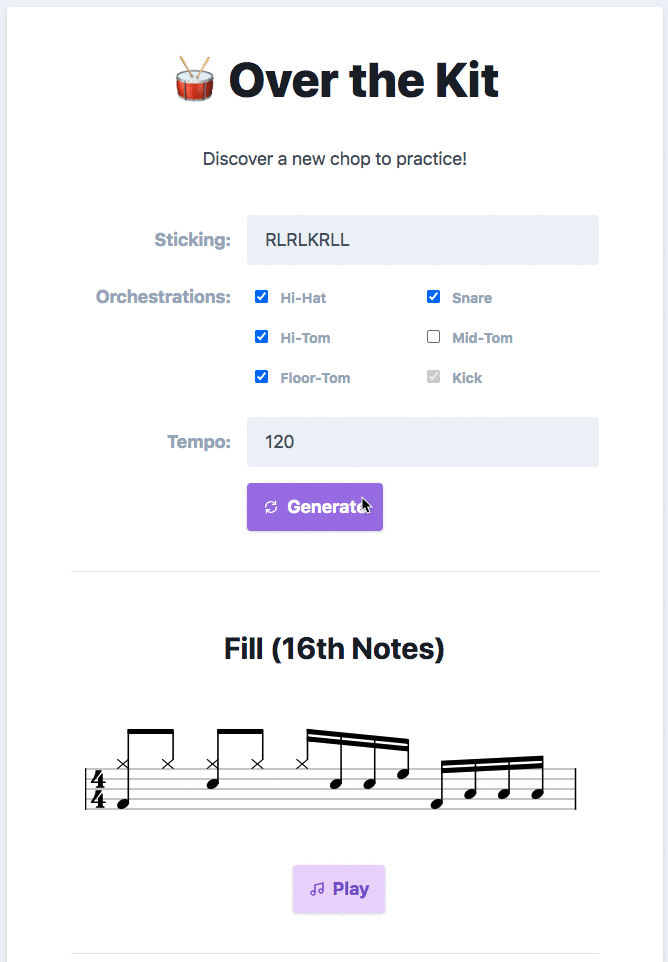 Over the Kit
Discover a new chop to practice!
Sticking: RLRLKRLL
Orchestrations: Hi-Hat Snare
Hi-Tom Mid-Tom
Floor-Tom Kick
Tempo: 120
Generate
Fill (16th Notes)
4
4
Play